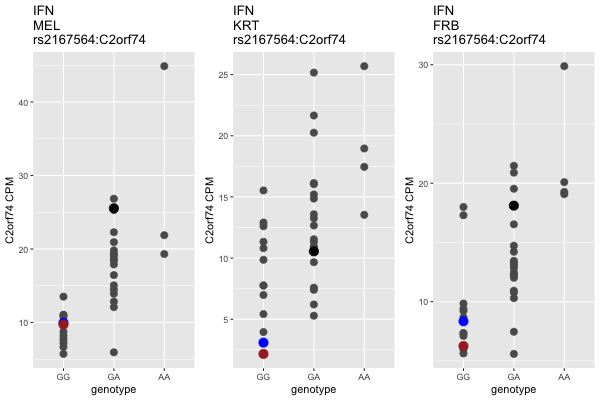 IFN
MEL
rs2167564:C2orf74
C2orf74 CPM
40
30
20
10
GG GA AA
genotype
IFN
KRT
rs2167564:C2orf74
C2orf74 CPM
25
20
15
10
5
GG GA AA
genotype
IFN
FRB
rs2167564:C2orf74
C2orf74 CPM
30
20
10
GG GA AA
genotype